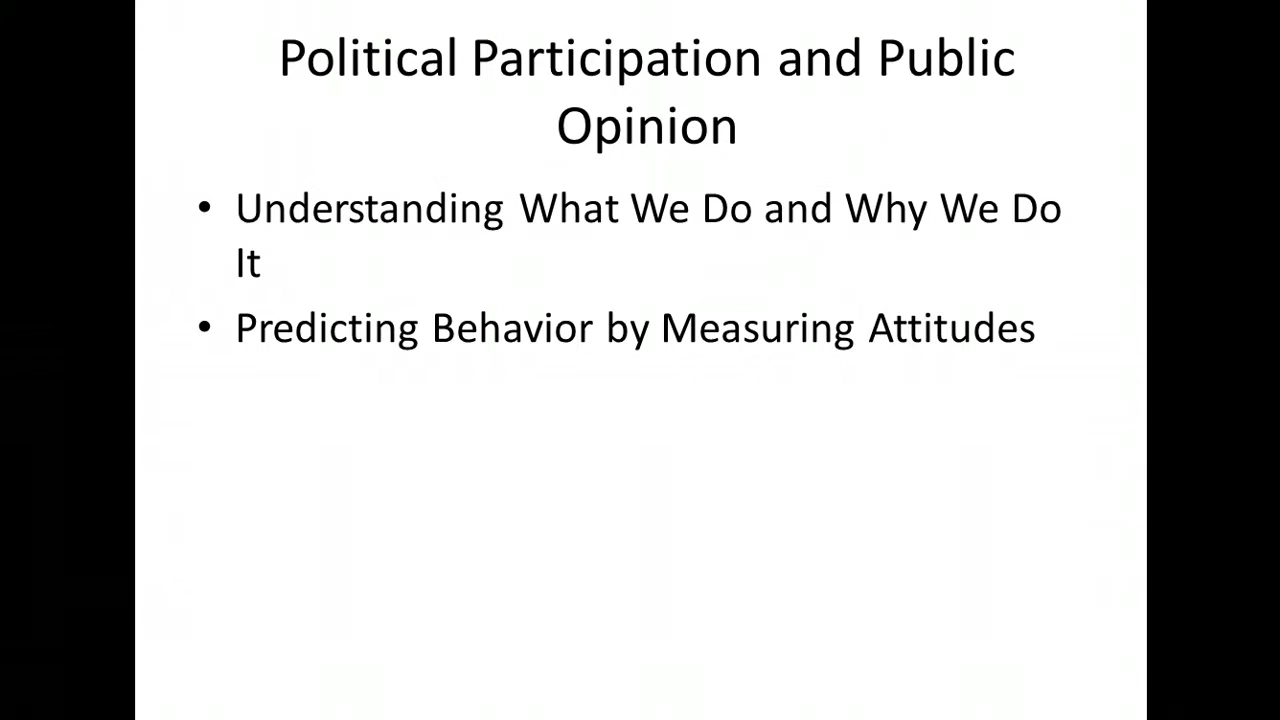 Political Participation and Public
Opinion
• Understanding What We Do and Why We Do
It
• Predicting Behavior by Measuring Attitudes